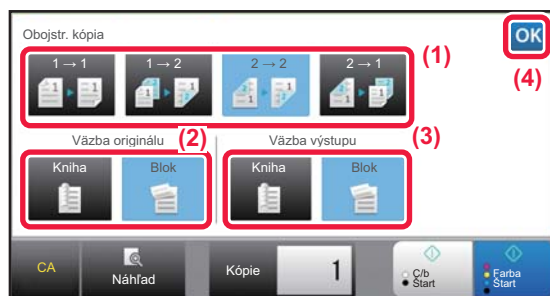 Obojstr. kópia
OK
1 → 1
1 → 2
2 → 2
2 → 1
(1)
(4)
Väzba originálu
(2)
Väzba výstupu
(3)
Kniha
Blok
Kniha
Blok
CA
Náhľad
Kópie
1
Č/b
Štart
Farba
Štart